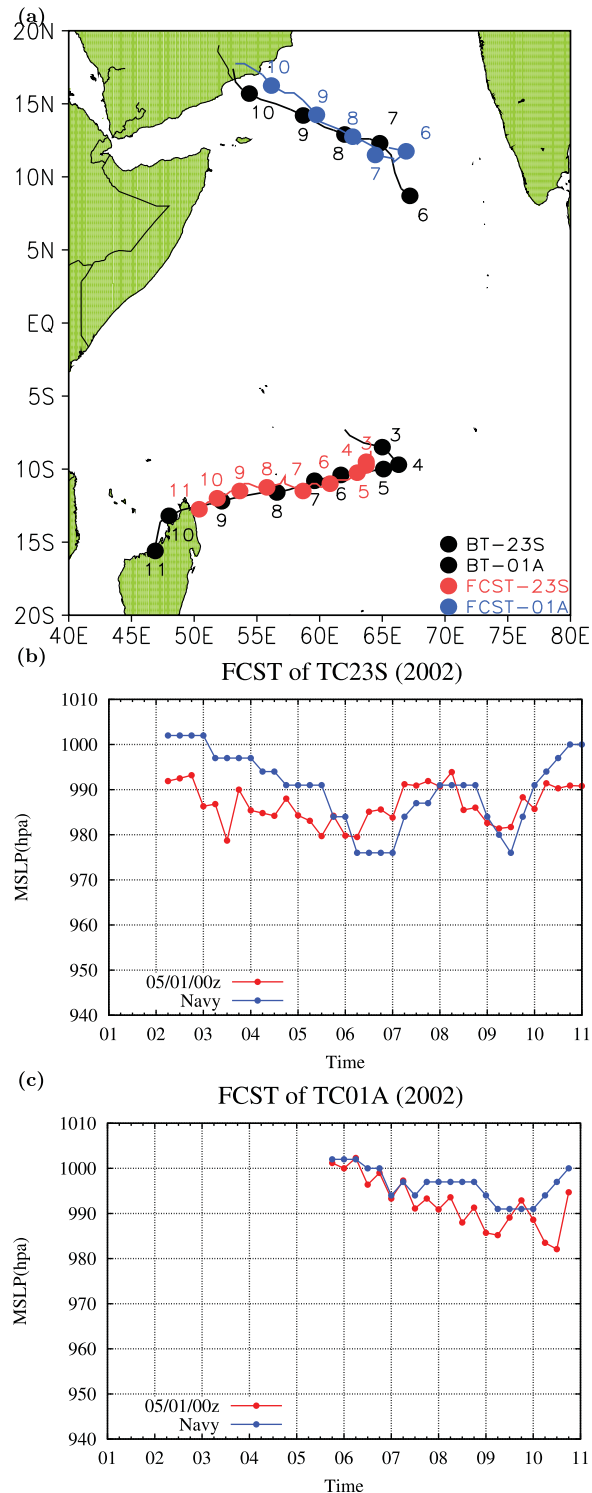 (a)
20N
15N
10N
5N
EQ
5S
10S
15S
20S
40E 45E 50E 55E 60E 65E 70E 75E 80E
10 9 8 7 6
10 9 8 7 6
3 4 5 6 7 8 9 10 11
3 4 5 6 7 8 9 10 11
BT-23S
BT-01A
FCST-23S
FCST-01A
(b)
FCST of TC23S (2002)
1010
1000
990
980
970
960
950
940
MSLP(hpa)
05/01/00z
Navy
01 02 03 04 05 06 07 08 09 10 11
Time
(c)
FCST of TC01A (2002)
1010
1000
990
980
970
960
950
940
MSLP(hpa)
05/01/00z
Navy
01 02 03 04 05 06 07 08 09 10 11
Time